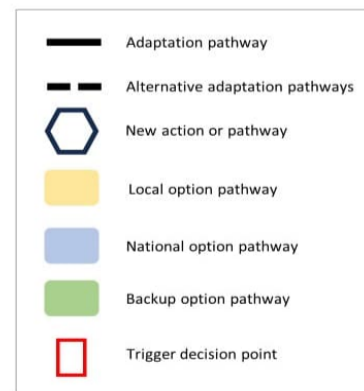 Adaptation pathway
Alternative adaptation pathways
New action or pathway
Local option pathway
National option pathway
Backup option pathway
Trigger decision point